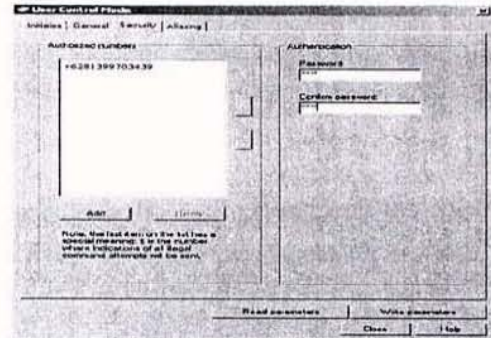 User Control Mode
General Security Aliasing
Authorized numbers
+6281399703439
Add
Note, the first item on the list has a
special meaning: it is the number
where indications of all illegal
command attempts will be sent.
Authentication
Password
****
Confirm password:
****
Read parameters Write parameters
Close Help